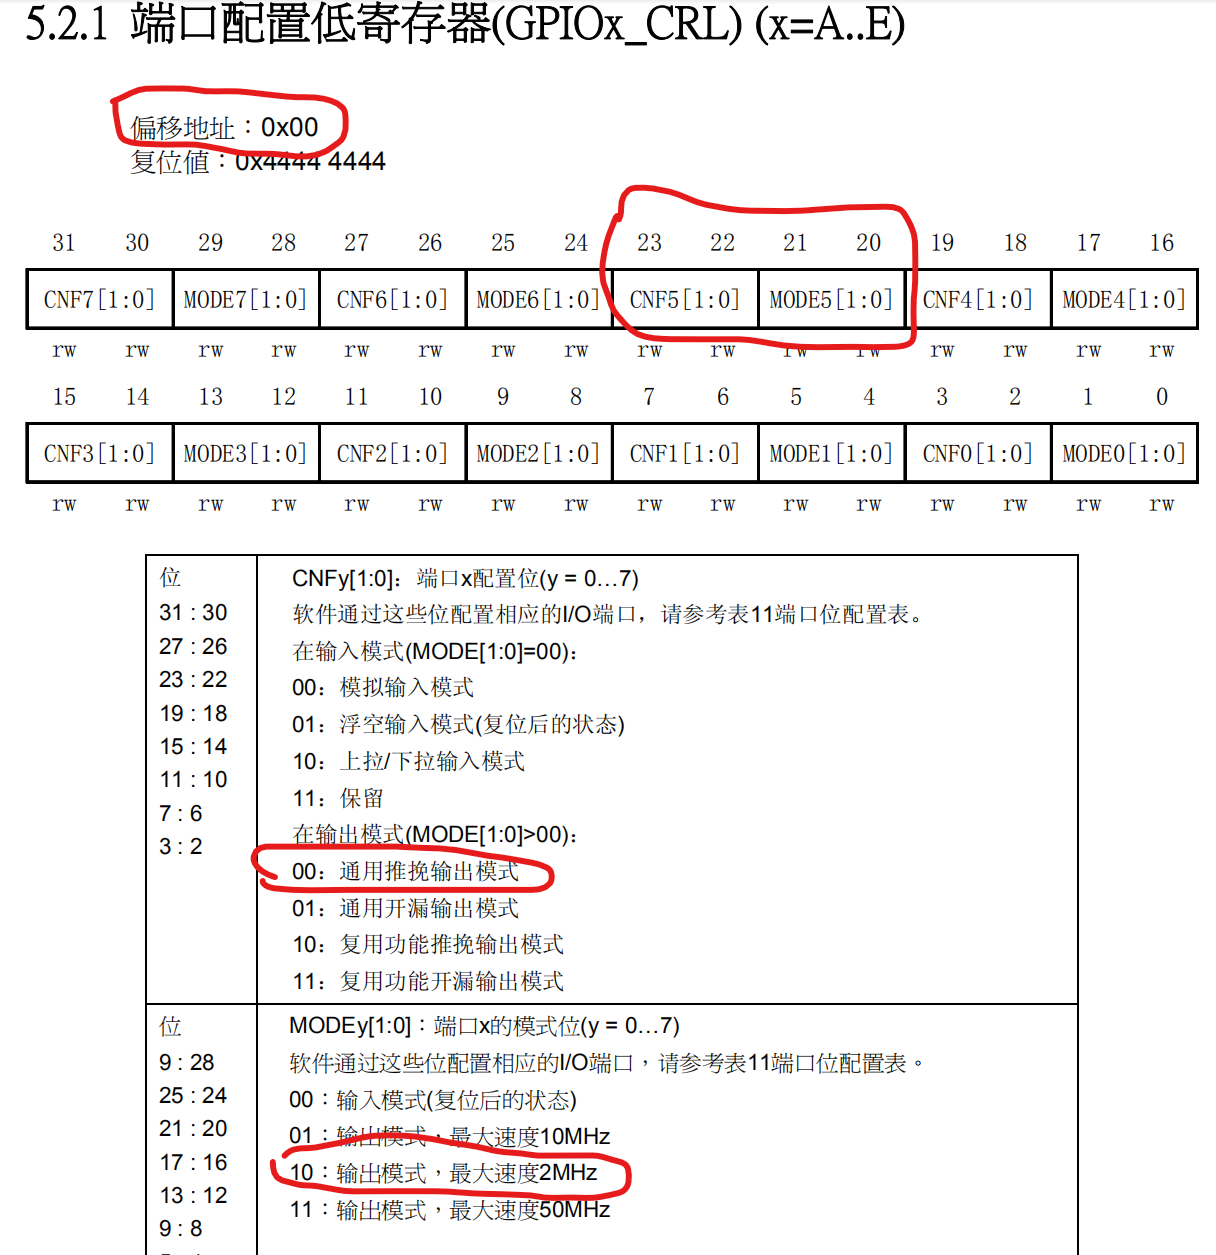 5.2.1 端口配置低寄存器(GPIOx_CRL) (x=A..E)
偏移地址：0x00
复位值：0x4444 4444
31 30 29 28 27 26 25 24 23 22 21 20 19 18 17 16
CNF7[1:0] MODE7[1:0] CNF6[1:0] MODE6[1:0] CNF5[1:0] MODE5[1:0] CNF4[1:0] MODE4[1:0]
rw rw rw rw rw rw rw rw rw rw rw rw rw rw rw rw
15 14 13 12 11 10 9 8 7 6 5 4 3 2 1 0
CNF3[1:0] MODE3[1:0] CNF2[1:0] MODE2[1:0] CNF1[1:0] MODE1[1:0] CNF0[1:0] MODE0[1:0]
rw rw rw rw rw rw rw rw rw rw rw rw rw rw rw rw
位
31 : 30
27 : 26
23 : 22
19 : 18
15 : 14
11 : 10
7 : 6
3 : 2
CNFy[1:0]：端口x配置位(y = 0…7)
软件通过这些位配置相应的I/O端口，请参考表11端口位配置表。
在输入模式(MODE[1:0]=00)：
00：模拟输入模式
01：浮空输入模式(复位后的状态)
10：上拉/下拉输入模式
11：保留
在输出模式(MODE[1:0]>00)：
00：通用推挽输出模式
01：通用开漏输出模式
10：复用功能推挽输出模式
11：复用功能开漏输出模式
位
9 : 28
25 : 24
21 : 20
17 : 16
13 : 12
9 : 8
MODEy[1:0]：端口x的模式位(y = 0…7)
软件通过这些位配置相应的I/O端口，请参考表11端口位配置表。
00：输入模式(复位后的状态)
01：输出模式，最大速度10MHz
10：输出模式，最大速度2MHz
11：输出模式，最大速度50MHz